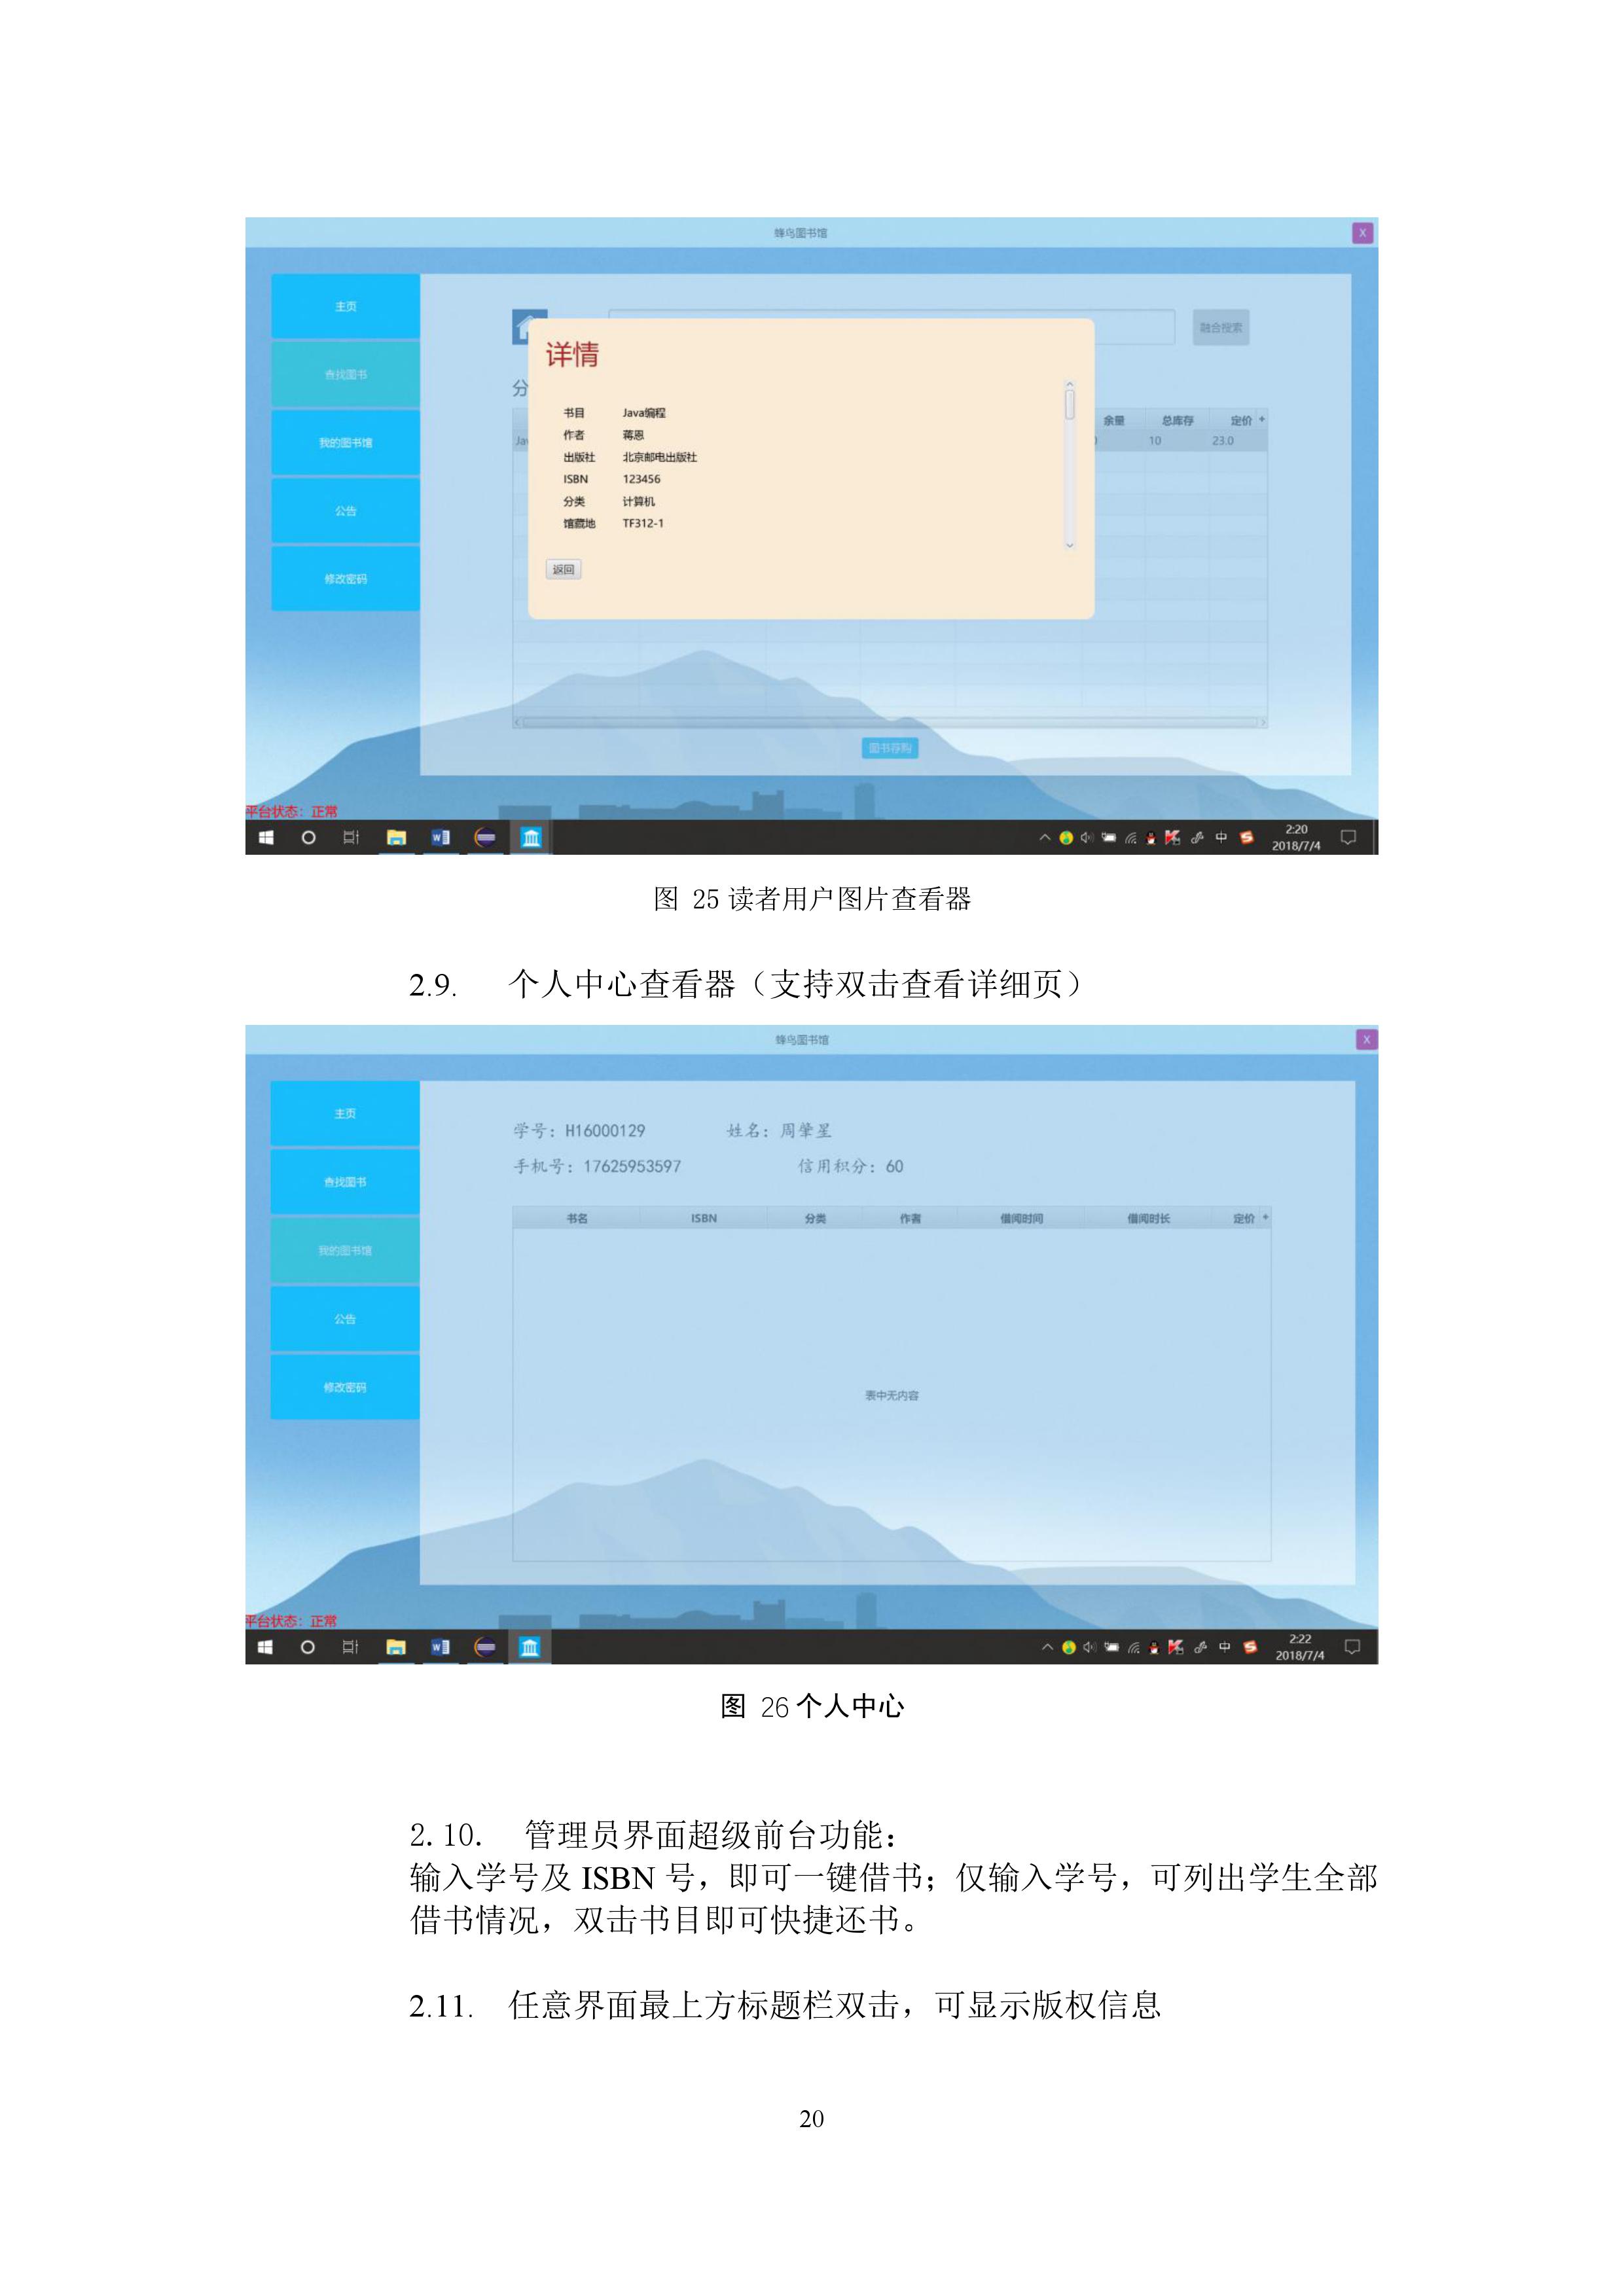 蜂鸟图书馆
X
主页
查找图书
我的图书馆
公告
修改密码
融合搜索
分
余量 总库存 定价 +
Jav 10 23.0
详情
书目 Java编程
作者 蒋恩
出版社 北京邮电出版社
ISBN 123456
分类 计算机
馆藏地 TF312-1
返回
图书荐购
平台状态：正常
中
2:20
2018/7/4
图 25 读者用户图片查看器
2.9. 个人中心查看器（支持双击查看详细页）
蜂鸟图书馆
X
主页
查找图书
我的图书馆
公告
修改密码
学号：H16000129 姓名：周肇星
手机号：17625953597 信用积分：60
书名 ISBN 分类 作者 借阅时间 借阅时长 定价 +
表中无内容
平台状态：正常
中
2:22
2018/7/4
图 26 个人中心
2.10. 管理员界面超级前台功能：
输入学号及 ISBN 号，即可一键借书；仅输入学号，可列出学生全部
借书情况，双击书目即可快捷还书。
2.11. 任意界面最上方标题栏双击，可显示版权信息
20